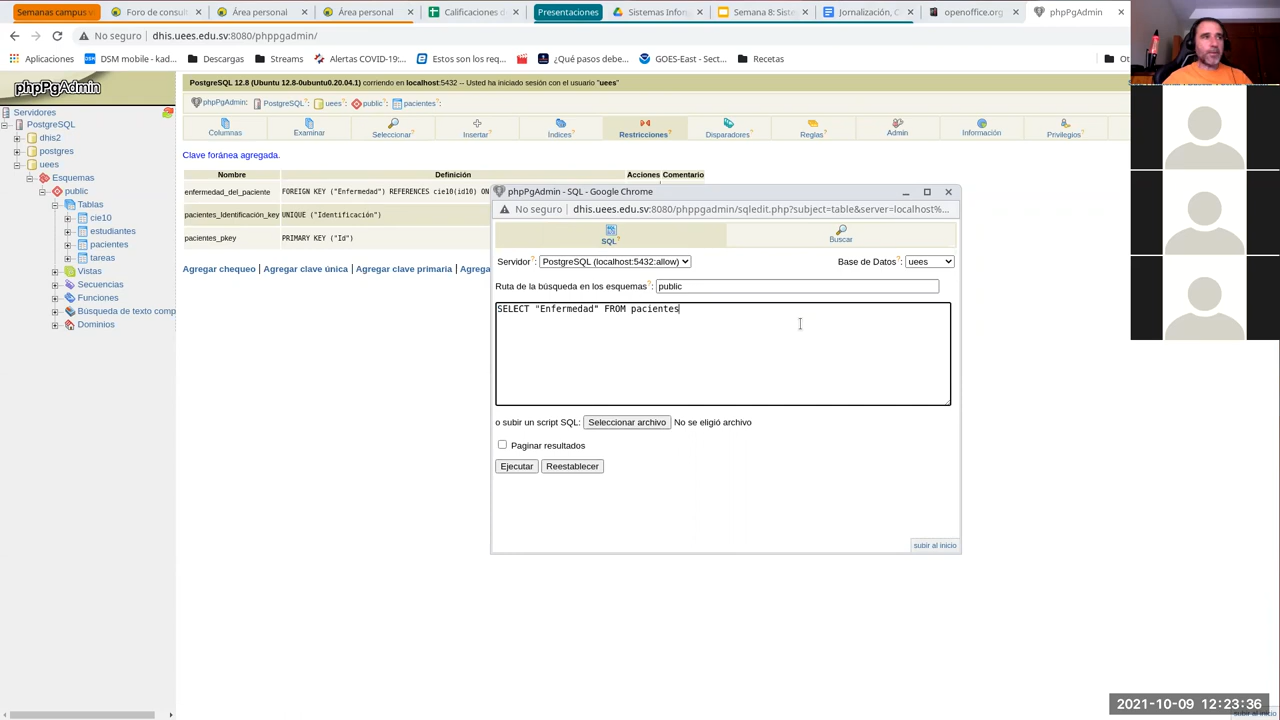 Semanas campus vi
Foro de consult
Área personal
Área personal
Calificaciones d
Presentaciones
Sistemas Infor
Semana 8: Siste
Jornalización, C
openoffice.org
phpPgAdmin
No seguro | dhis.uees.edu.sv:8080/phppgadmin/
Aplicaciones
DSM mobile - kad...
Descargas
Streams
Alertas COVID-19:...
Estos son los req...
¿Qué pasos debe...
GOES-East - Sect...
Recetas
phpPgAdmin
Servidores
PostgreSQL
dhis2
postgres
uees
Esquemas
public
Tablas
cie10
estudiantes
pacientes
tareas
Vistas
Secuencias
Funciones
Búsqueda de texto comp
Dominios
PostgreSQL 12.8 (Ubuntu 12.8-0ubuntu0.20.04.1) corriendo en localhost:5432 -- Usted ha iniciado sesión con el usuario "uees"
phpPgAdmin: PostgreSQL?: uees?: public?: pacientes?:
Columnas
Examinar
Seleccionar?
Insertar?
Índices?
Restricciones?
Disparadores?
Reglas?
Admin
Información
Privilegios?
Clave foránea agregada.
Nombre Definición Acciones Comentario
enfermedad_del_paciente FOREIGN KEY ("Enfermedad") REFERENCES cie10(id10) ON
pacientes_Identificación_key UNIQUE ("Identificación")
pacientes_pkey PRIMARY KEY ("Id")
Agregar chequeo | Agregar clave única | Agregar clave primaria | Agrega
phpPgAdmin - SQL - Google Chrome
No seguro | dhis.uees.edu.sv:8080/phppgadmin/sqledit.php?subject=table&server=localhost%...
SQL?
Buscar
Servidor?: PostgreSQL (localhost:5432:allow)
Base de Datos?: uees
Ruta de la búsqueda en los esquemas?: public
SELECT "Enfermedad" FROM pacientes
o subir un script SQL: Seleccionar archivo No se eligió archivo
Paginar resultados
Ejecutar Reestablecer
subir al inicio
2021-10-09 12:23:36